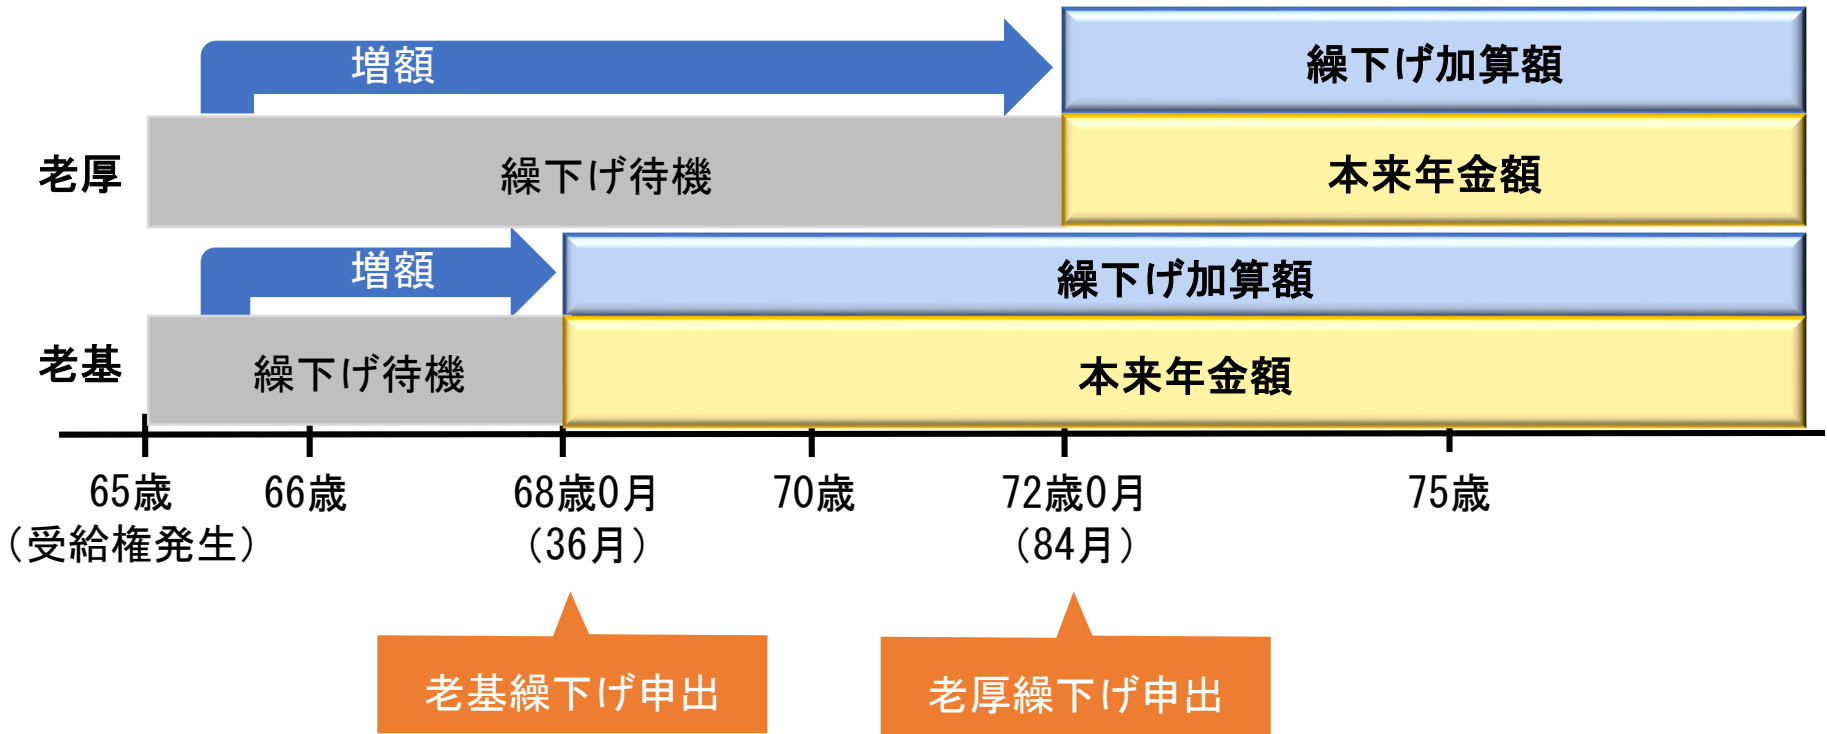 増額
繰下げ加算額
老厚
繰下げ待機
本来年金額
増額
繰下げ加算額
老基
繰下げ待機
本来年金額
65歳
(受給権発生)
66歳
68歳0月
(36月)
70歳
72歳0月
(84月)
75歳
老基繰下げ申出
老厚繰下げ申出